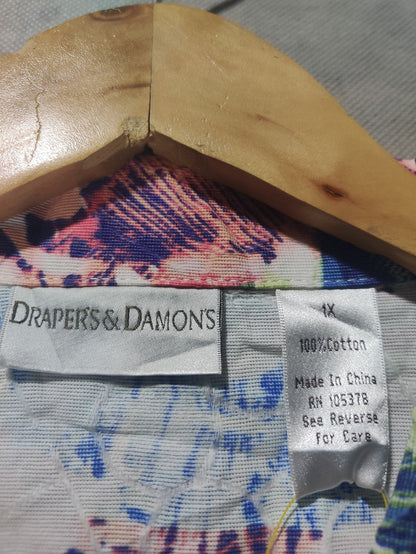 DRAPER'S & DAMON'S
1X
100%Cotton
Made In China
RN 105378
See Reverse
For Care